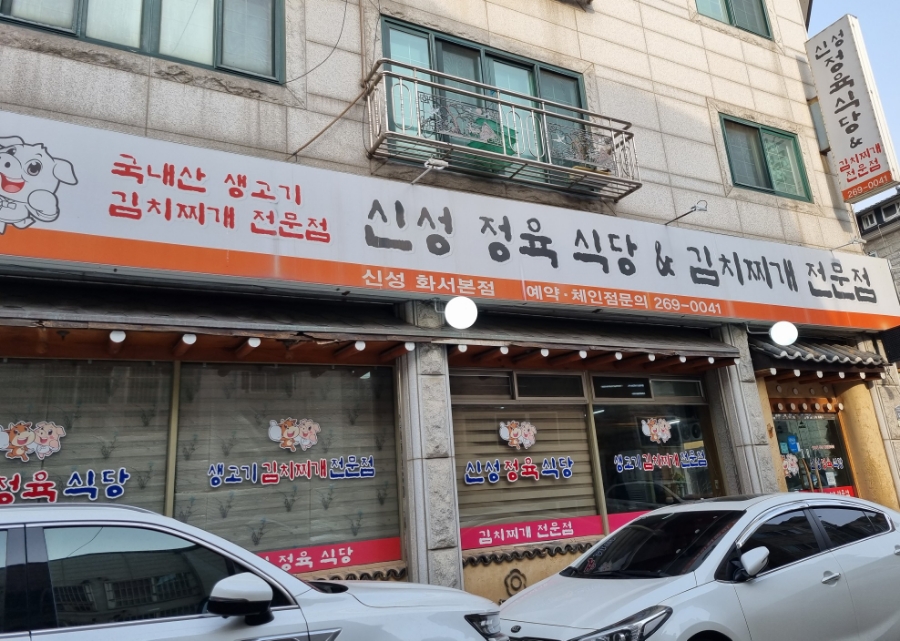 국내산 생고기
김치찌개 전문점
신성 정육 식당 & 김치찌개 전문점
신성 화서본점 예약·체인점문의 269-0041
신성
정육
식당
&
김치찌개
전문점
269-0041
정육 식당
생고기김치찌개전문점
정육 식당
신성정육식당
김치찌개 전문점
생고기김치찌개전문점